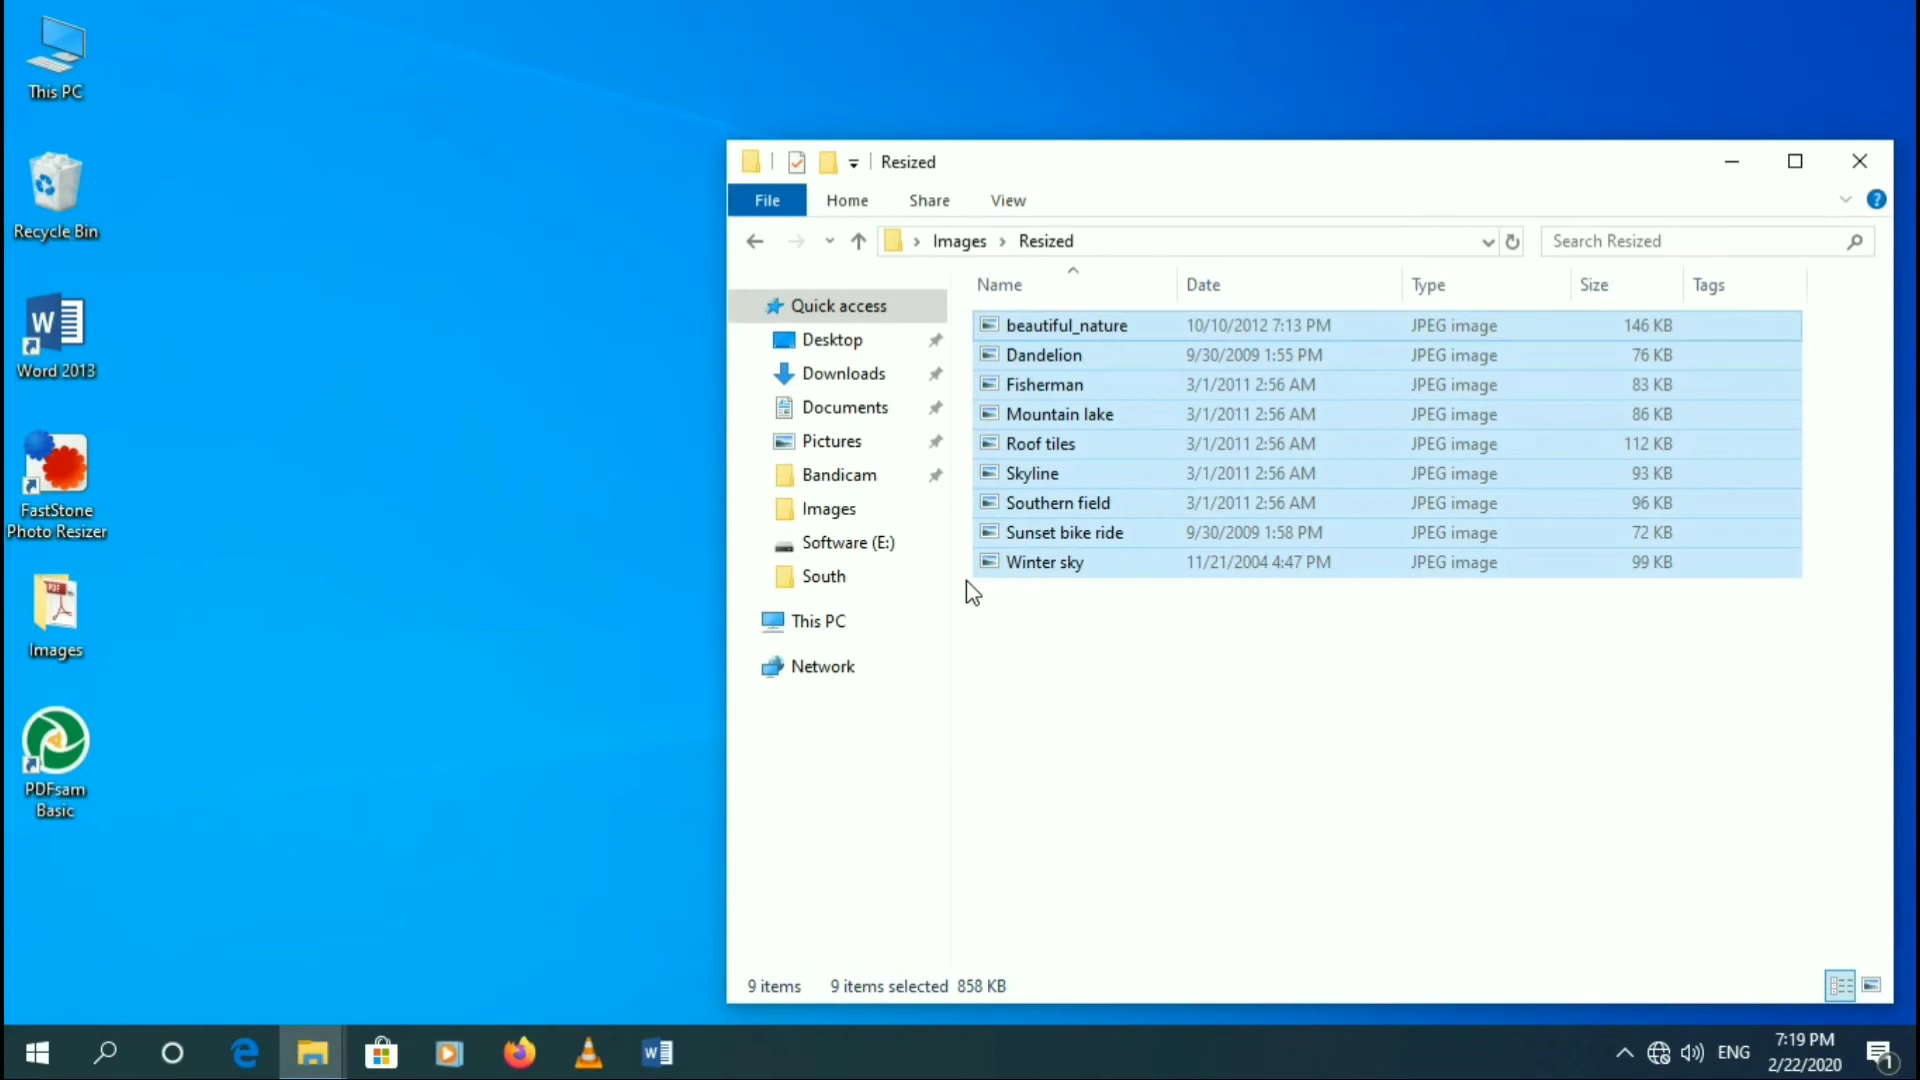 This PC
Recycle Bin
W
Word 2013
FastStone
Photo Resizer
PDF
Images
PDFsam
Basic
Resized
File Home Share View
?
Images Resized
Search Resized
Name Date Type Size Tags
Quick access
Desktop
Downloads
Documents
Pictures
Bandicam
Images
Software (E:)
South
This PC
Network
beautiful_nature 10/10/2012 7:13 PM JPEG image 146 KB
Dandelion 9/30/2009 1:55 PM JPEG image 76 KB
Fisherman 3/1/2011 2:56 AM JPEG image 83 KB
Mountain lake 3/1/2011 2:56 AM JPEG image 86 KB
Roof tiles 3/1/2011 2:56 AM JPEG image 112 KB
Skyline 3/1/2011 2:56 AM JPEG image 93 KB
Southern field 3/1/2011 2:56 AM JPEG image 96 KB
Sunset bike ride 9/30/2009 1:58 PM JPEG image 72 KB
Winter sky 11/21/2004 4:47 PM JPEG image 99 KB
9 items 9 items selected 858 KB
W
ENG
7:19 PM
2/22/2020
1